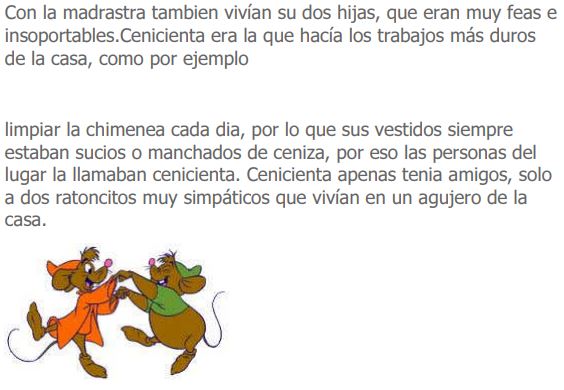 Con la madrastra tambien vivían su dos hijas, que eran muy feas e
insoportables.Cenicienta era la que hacía los trabajos más duros
de la casa, como por ejemplo
limpiar la chimenea cada dia, por lo que sus vestidos siempre
estaban sucios o manchados de ceniza, por eso las personas del
lugar la llamaban cenicienta. Cenicienta apenas tenia amigos, solo
a dos ratoncitos muy simpáticos que vivían en un agujero de la
casa.